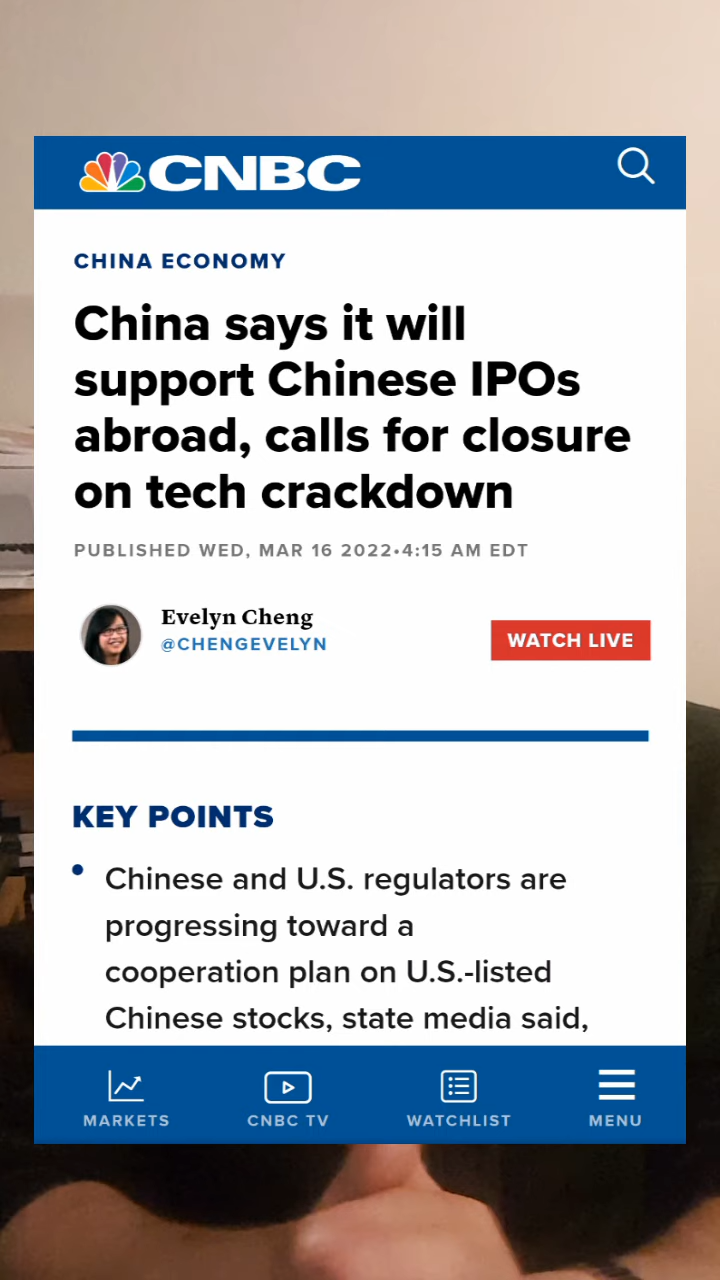 CNBC
CHINA ECONOMY
China says it will
support Chinese IPOs
abroad, calls for closure
on tech crackdown
PUBLISHED WED, MAR 16 2022•4:15 AM EDT
Evelyn Cheng
@CHENGEVELYN
WATCH LIVE
KEY POINTS
• Chinese and U.S. regulators are
progressing toward a
cooperation plan on U.S.-listed
Chinese stocks, state media said,
MARKETS
CNBC TV
WATCHLIST
MENU